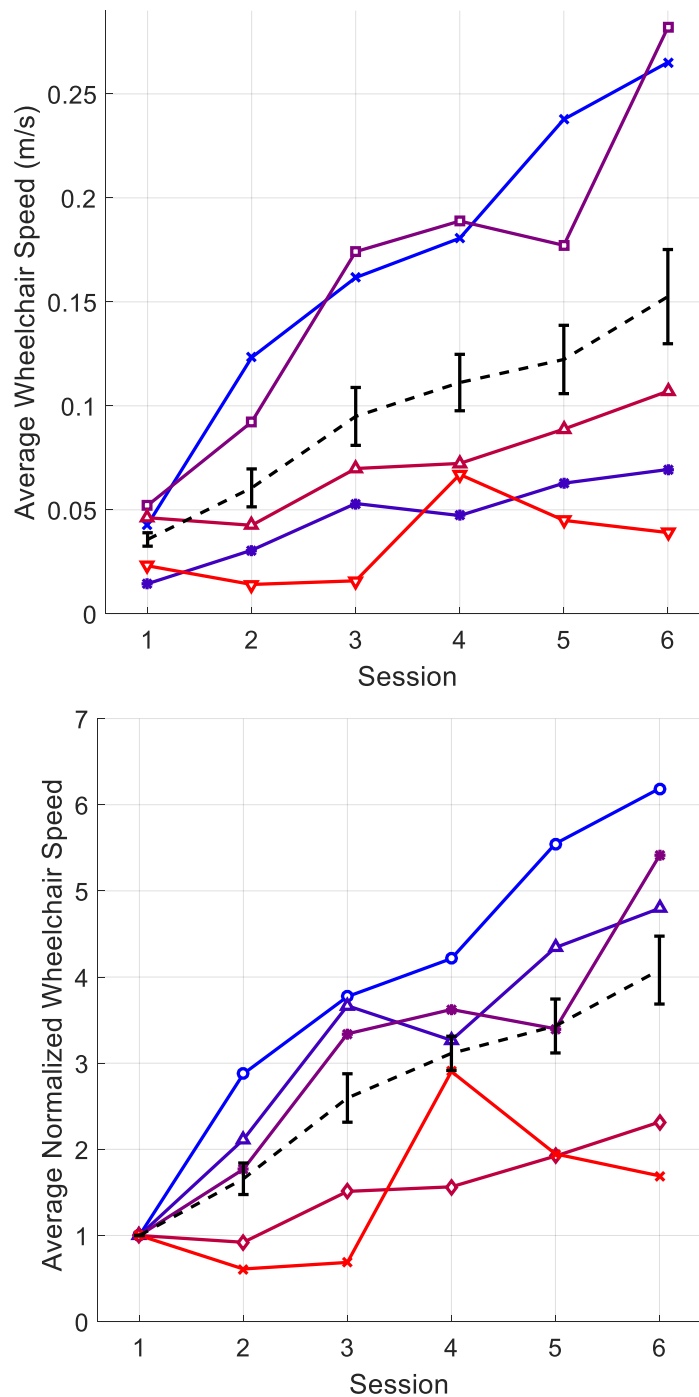 Average Wheelchair Speed (m/s)
0.25
0.2
0.15
0.1
0.05
0
1 2 3 4 5 6
Session
Average Normalized Wheelchair Speed
7
6
5
4
3
2
1
0
1 2 3 4 5 6
Session